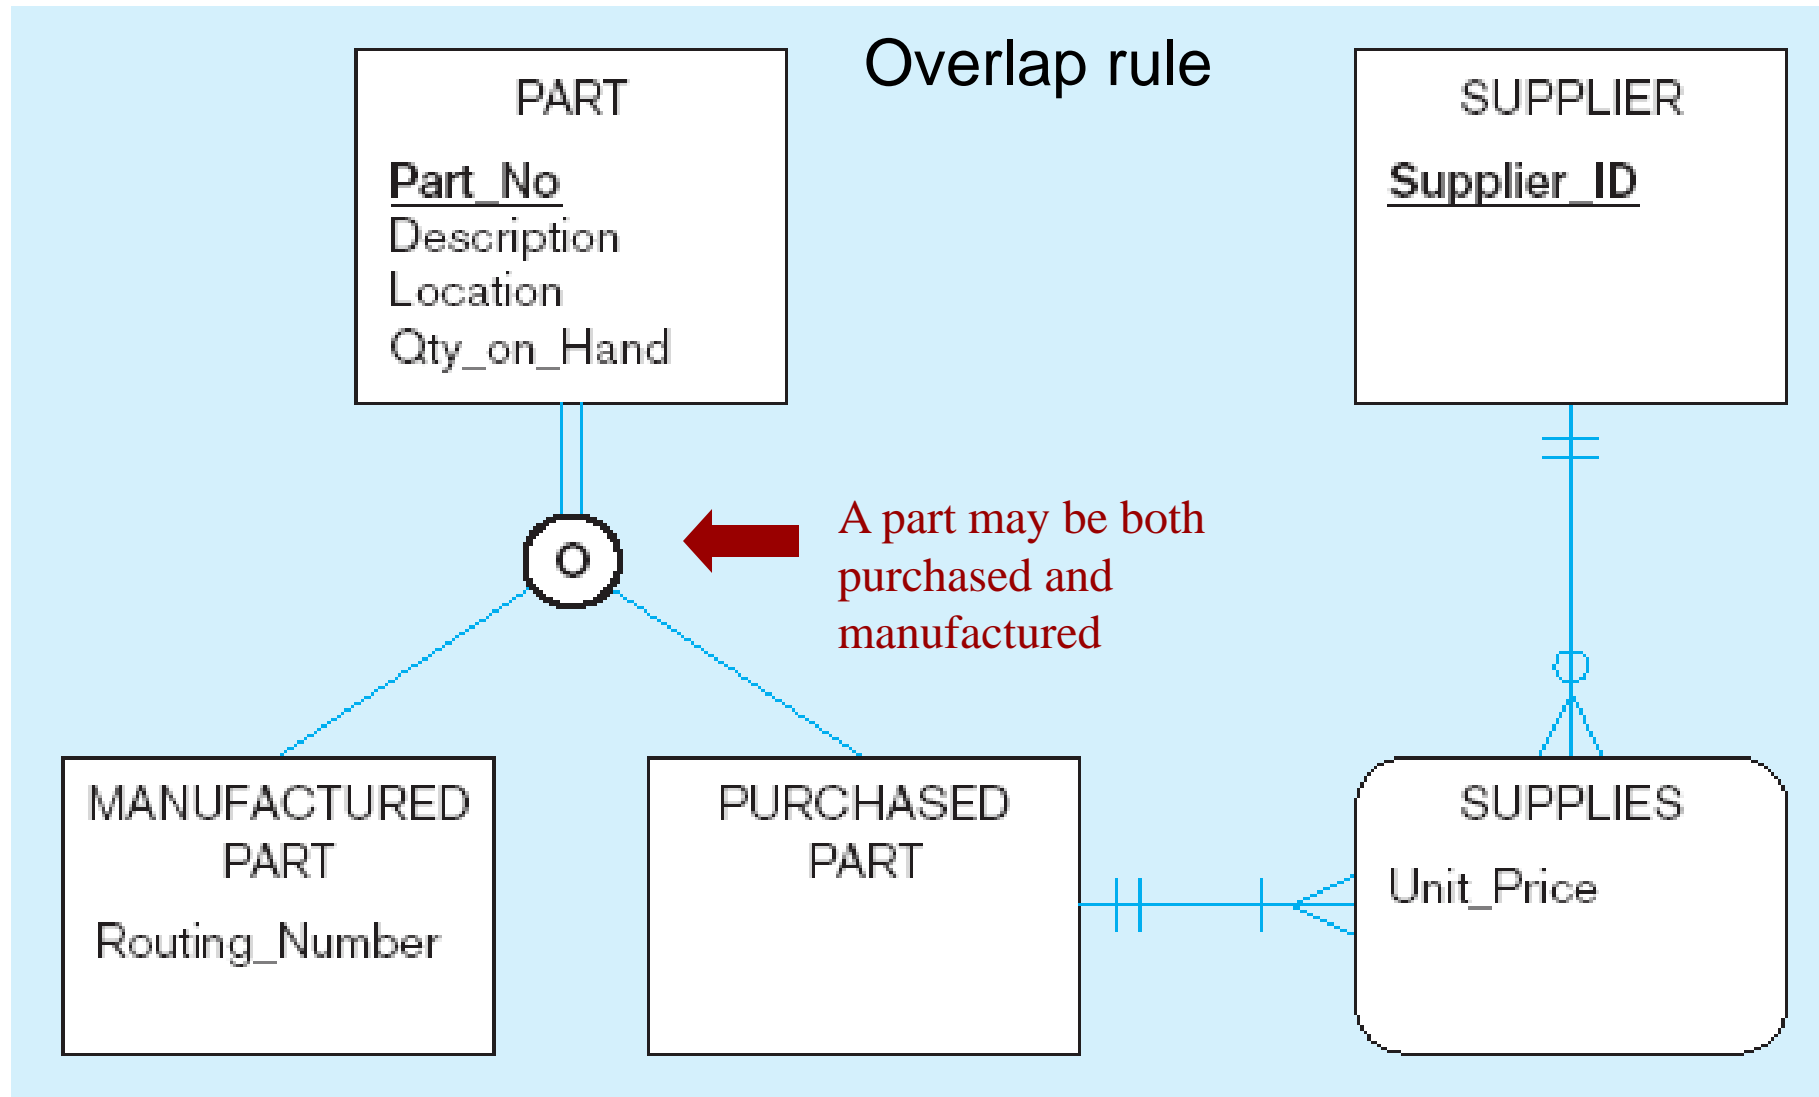 Overlap rule
PART
Part_No
Description
Location
Qty_on_Hand
SUPPLIER
Supplier_ID
O
A part may be both
purchased and
manufactured
MANUFACTURED
PART
Routing_Number
PURCHASED
PART
SUPPLIES
Unit_Price